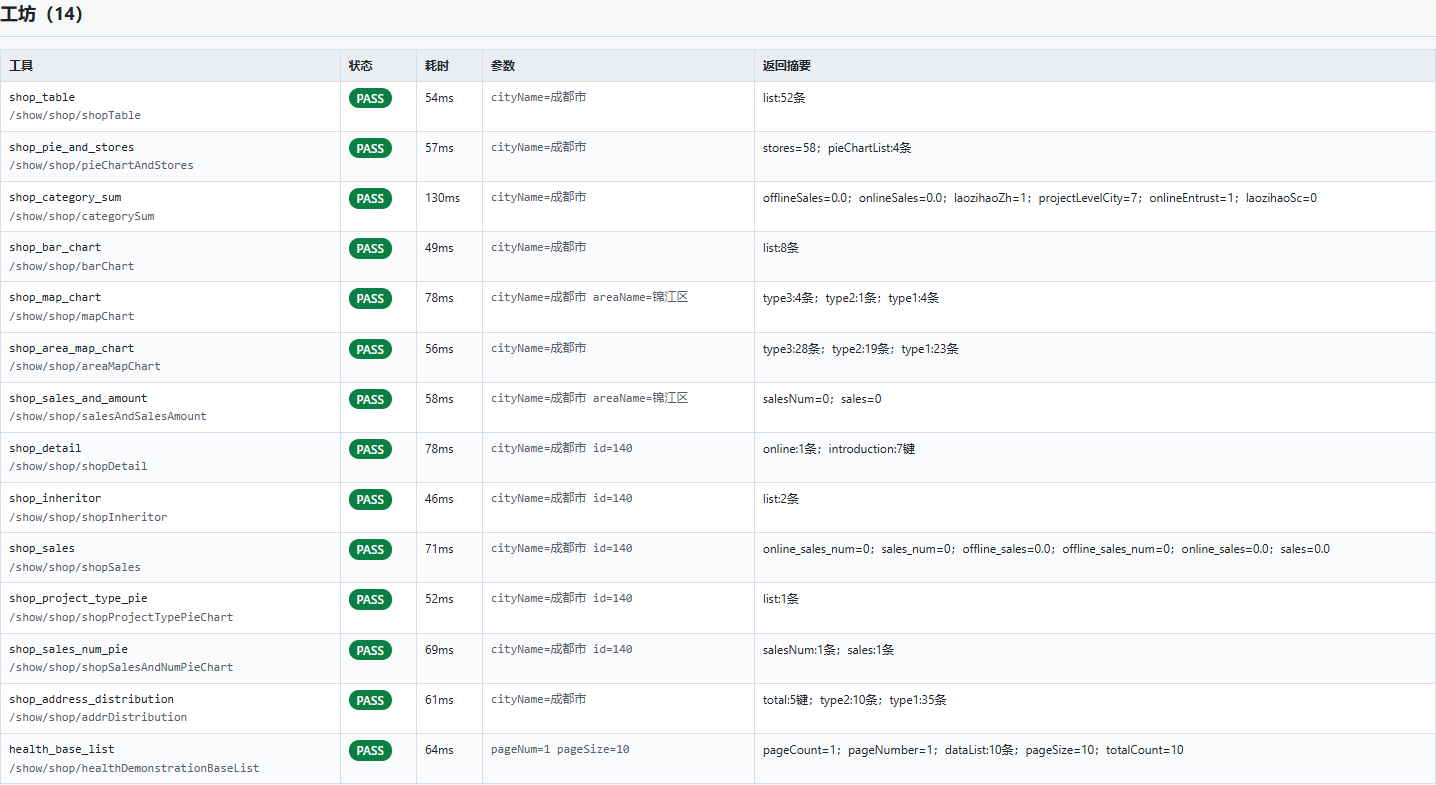 工坊（14）
工具 状态 耗时 参数 返回摘要
shop_table PASS 54ms cityName=成都市 list:52条
/show/shop/shopTable
shop_pie_and_stores PASS 57ms cityName=成都市 stores=58；pieChartList:4条
/show/shop/pieChartAndStores
shop_category_sum PASS 130ms cityName=成都市 offlineSales=0.0；onlineSales=0.0；laozihaoZh=1；projectLevelCity=7；onlineEntrust=1；laozihaoSc=0
/show/shop/categorySum
shop_bar_chart PASS 49ms cityName=成都市 list:8条
/show/shop/barChart
shop_map_chart PASS 78ms cityName=成都市 areaName=锦江区 type3:4条；type2:1条；type1:4条
/show/shop/mapChart
shop_area_map_chart PASS 56ms cityName=成都市 type3:28条；type2:19条；type1:23条
/show/shop/areaMapChart
shop_sales_and_amount PASS 58ms cityName=成都市 areaName=锦江区 salesNum=0；sales=0
/show/shop/salesAndSalesAmount
shop_detail PASS 78ms cityName=成都市 id=140 online:1条；introduction:7键
/show/shop/shopDetail
shop_inheritor PASS 46ms cityName=成都市 id=140 list:2条
/show/shop/shopInheritor
shop_sales PASS 71ms cityName=成都市 id=140 online_sales_num=0；sales_num=0；offline_sales=0.0；offline_sales_num=0；online_sales=0.0；sales=0.0
/show/shop/shopSales
shop_project_type_pie PASS 52ms cityName=成都市 id=140 list:1条
/show/shop/shopProjectTypePieChart
shop_sales_num_pie PASS 69ms cityName=成都市 id=140 salesNum:1条；sales:1条
/show/shop/shopSalesAndNumPieChart
shop_address_distribution PASS 61ms cityName=成都市 total:5键；type2:10条；type1:35条
/show/shop/addrDistribution
health_base_list PASS 64ms pageNum=1 pageSize=10 pageCount=1；pageNumber=1；dataList:10条；pageSize=10；totalCount=10
/show/shop/healthDemonstrationBaseList